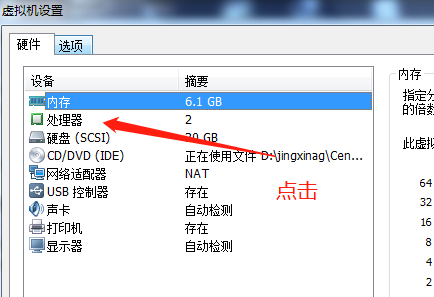 虚拟机设置
硬件 选项
设备 摘要
内存 6.1 GB
处理器 2
硬盘 (SCSI) 20 GB
CD/DVD (IDE) 正在使用文件 D:\jingxinag\Cen...
网络适配器 NAT
USB 控制器 存在
声卡 自动检测
打印机 存在
显示器 自动检测
点击
内存
指定分
的倍数
此虚拟
64
32
16
8
4
2